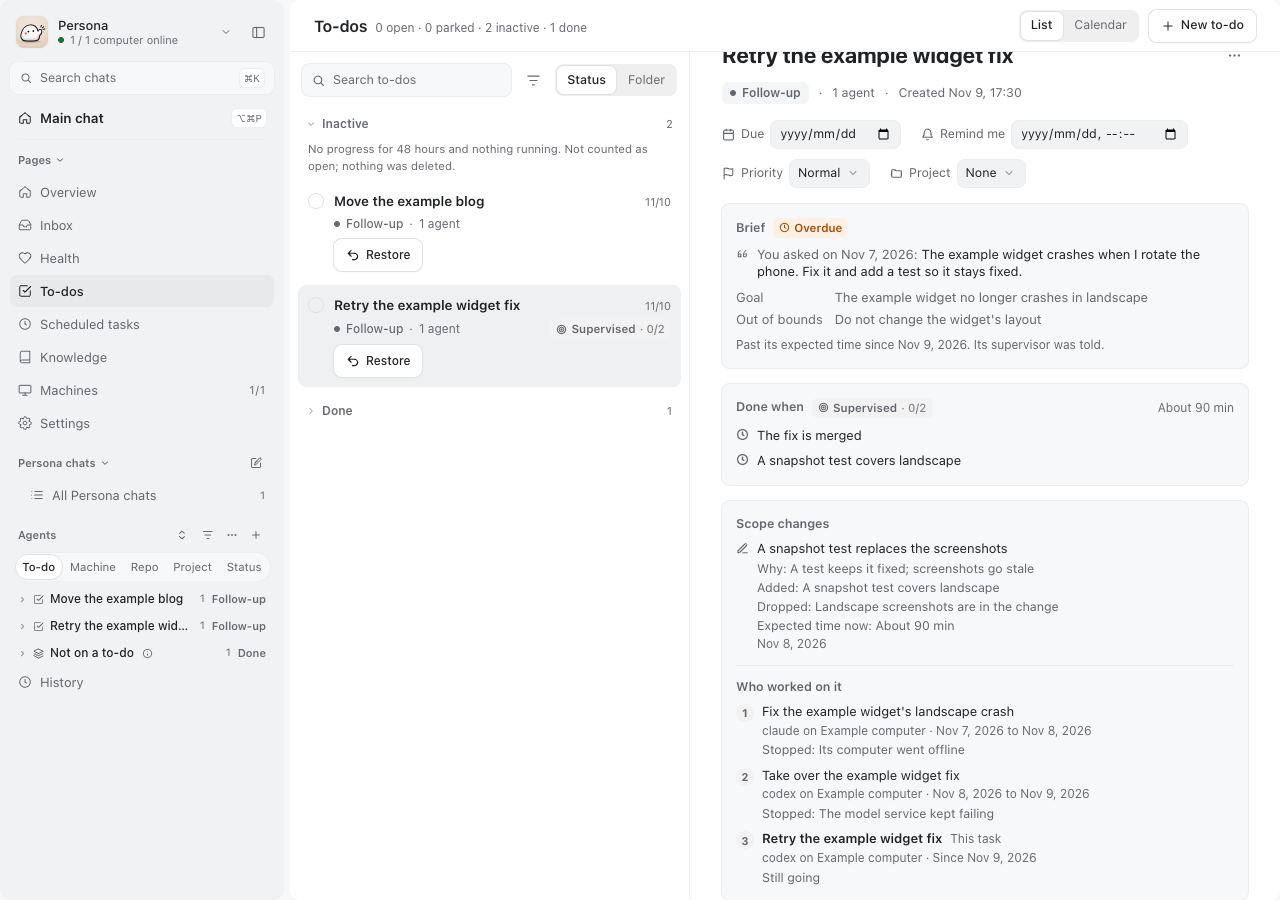 Persona
1 / 1 computer online
Search chats
⌘K
Main chat
⌥⌘P
Pages
Overview
Inbox
Health
To-dos
Scheduled tasks
Knowledge
Machines
1/1
Settings
Persona chats
All Persona chats
1
Agents
To-do
Machine
Repo
Project
Status
Move the example blog
1 Follow-up
Retry the example wid...
1 Follow-up
Not on a to-do
1 Done
History
To-dos
0 open · 0 parked · 2 inactive · 1 done
List
Calendar
New to-do
Search to-dos
Status
Folder
Inactive
2
No progress for 48 hours and nothing running. Not counted as
open; nothing was deleted.
Move the example blog
11/10
Follow-up · 1 agent
Restore
Retry the example widget fix
11/10
Follow-up · 1 agent
Supervised · 0/2
Restore
Done
1
Retry the example widget fix
Follow-up · 1 agent · Created Nov 9, 17:30
Due
yyyy/mm/dd
Remind me
yyyy/mm/dd, --:--
Priority
Normal
Project
None
Brief
Overdue
You asked on Nov 7, 2026: The example widget crashes when I rotate the
phone. Fix it and add a test so it stays fixed.
Goal
The example widget no longer crashes in landscape
Out of bounds
Do not change the widget's layout
Past its expected time since Nov 9, 2026. Its supervisor was told.
Done when
Supervised · 0/2
About 90 min
The fix is merged
A snapshot test covers landscape
Scope changes
A snapshot test replaces the screenshots
Why: A test keeps it fixed; screenshots go stale
Added: A snapshot test covers landscape
Dropped: Landscape screenshots are in the change
Expected time now: About 90 min
Nov 8, 2026
Who worked on it
1
Fix the example widget's landscape crash
claude on Example computer · Nov 7, 2026 to Nov 8, 2026
Stopped: Its computer went offline
2
Take over the example widget fix
codex on Example computer · Nov 8, 2026 to Nov 9, 2026
Stopped: The model service kept failing
3
Retry the example widget fix This task
codex on Example computer · Since Nov 9, 2026
Still going